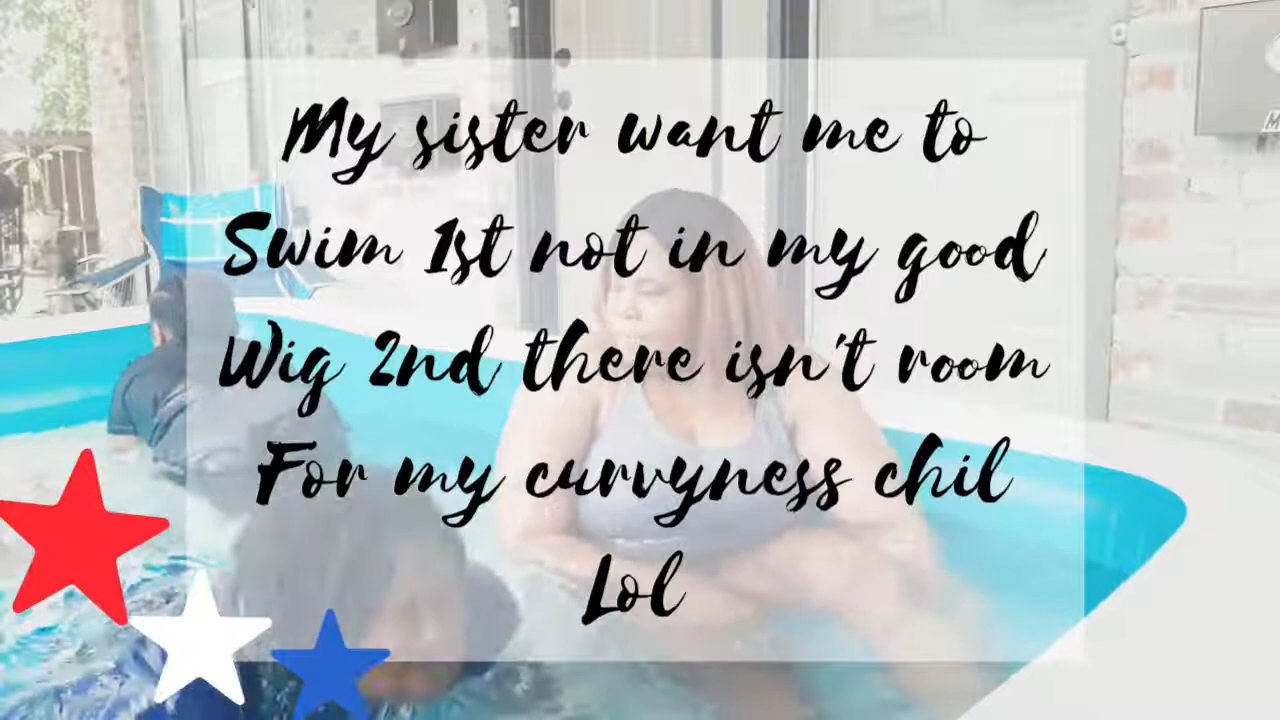 My sister want me to
Swim 1st not in my good
Wig 2nd there isn't room
For my curvyness chil
Lol